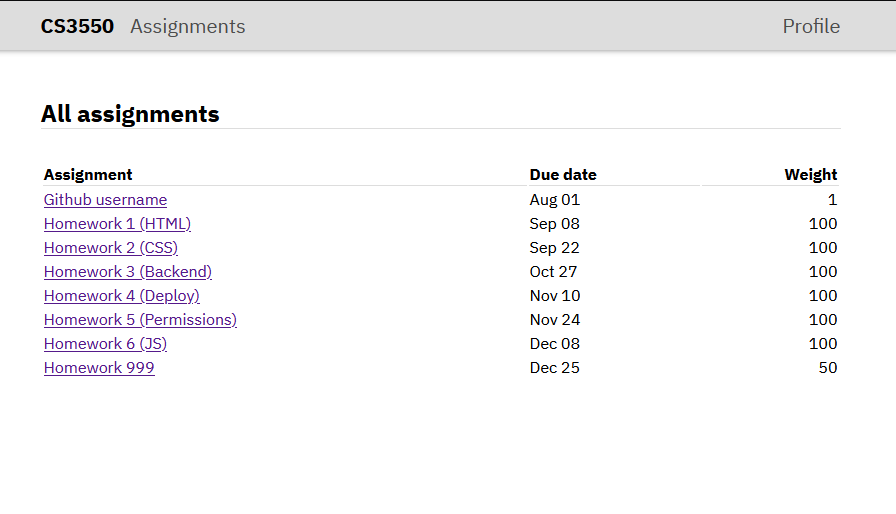 CS3550 Assignments Profile
All assignments
Assignment Due date Weight
Github username Aug 01 1
Homework 1 (HTML) Sep 08 100
Homework 2 (CSS) Sep 22 100
Homework 3 (Backend) Oct 27 100
Homework 4 (Deploy) Nov 10 100
Homework 5 (Permissions) Nov 24 100
Homework 6 (JS) Dec 08 100
Homework 999 Dec 25 50